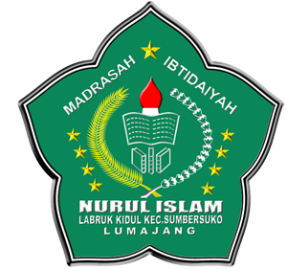 MADRASAH IBTIDAIYAH
NURUL ISLAM
LABRUK KIDUL KEC.SUMBERSUKO
LUMAJANG